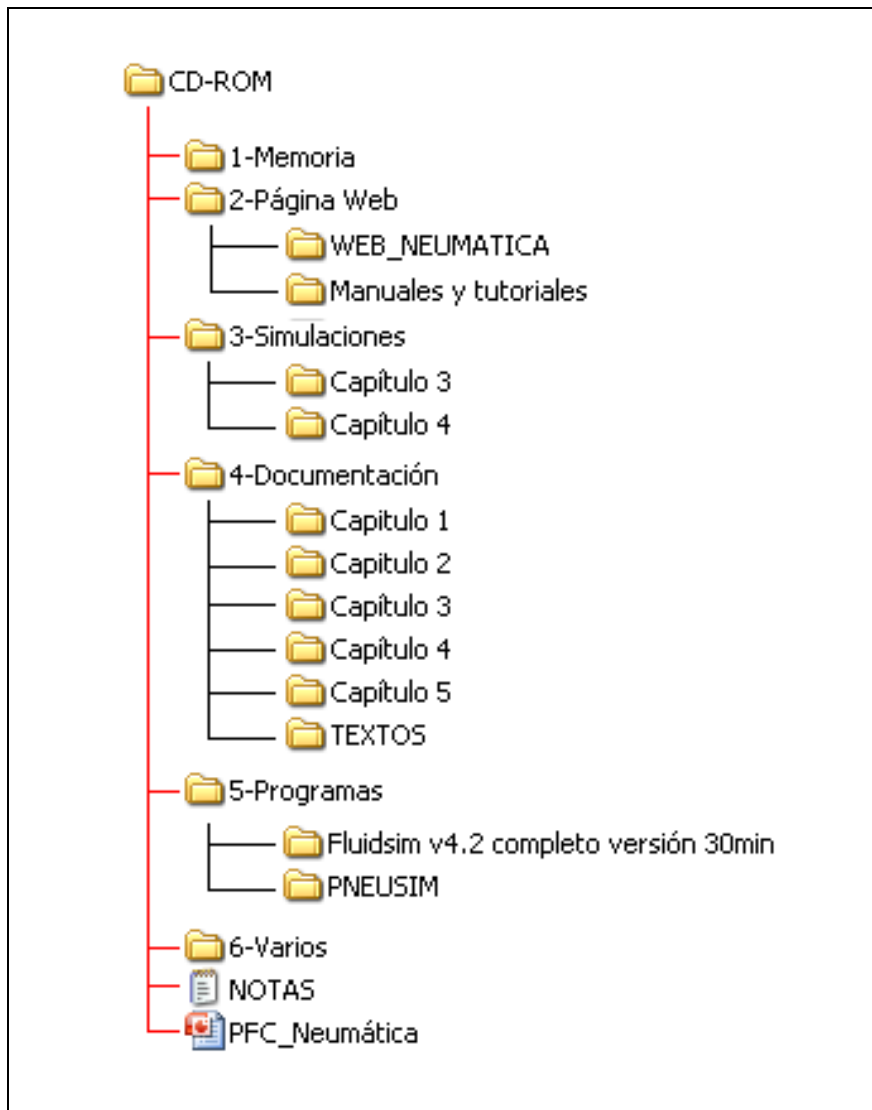 CD-ROM
1-Memoria
2-Página Web
WEB_NEUMATICA
Manuales y tutoriales
3-Simulaciones
Capítulo 3
Capítulo 4
4-Documentación
Capitulo 1
Capitulo 2
Capítulo 3
Capítulo 4
Capítulo 5
TEXTOS
5-Programas
Fluidsim v4.2 completo versión 30min
PNEUSIM
6-Varios
NOTAS
PFC_Neumática